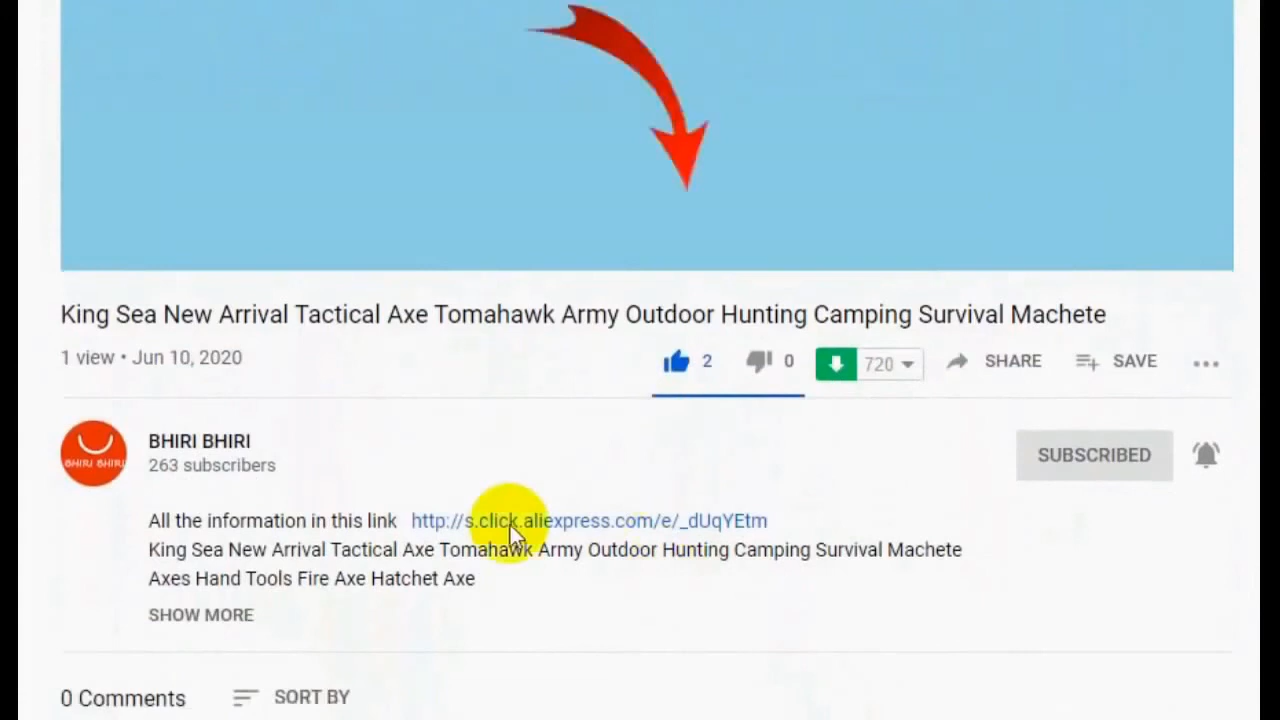 King Sea New Arrival Tactical Axe Tomahawk Army Outdoor Hunting Camping Survival Machete
1 view • Jun 10, 2020
2
0
720
SHARE
SAVE
BHIRI BHIRI
BHIRI BHIRI
263 subscribers
SUBSCRIBED
All the information in this link http://s.click.aliexpress.com/e/_dUqYEtm
King Sea New Arrival Tactical Axe Tomahawk Army Outdoor Hunting Camping Survival Machete
Axes Hand Tools Fire Axe Hatchet Axe
SHOW MORE
0 Comments
SORT BY